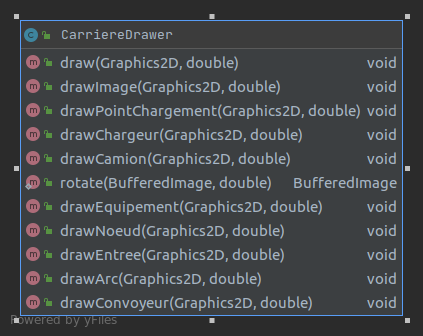 CarriereDrawer
draw(Graphics2D, double) void
drawImage(Graphics2D, double) void
drawPointChargement(Graphics2D, double) void
drawChargeur(Graphics2D, double) void
drawCamion(Graphics2D, double) void
rotate(BufferedImage, double) BufferedImage
drawEquipement(Graphics2D, double) void
drawNoeud(Graphics2D, double) void
drawEntree(Graphics2D, double) void
drawArc(Graphics2D, double) void
drawConvoyeur(Graphics2D, double) void
Powered by yFiles